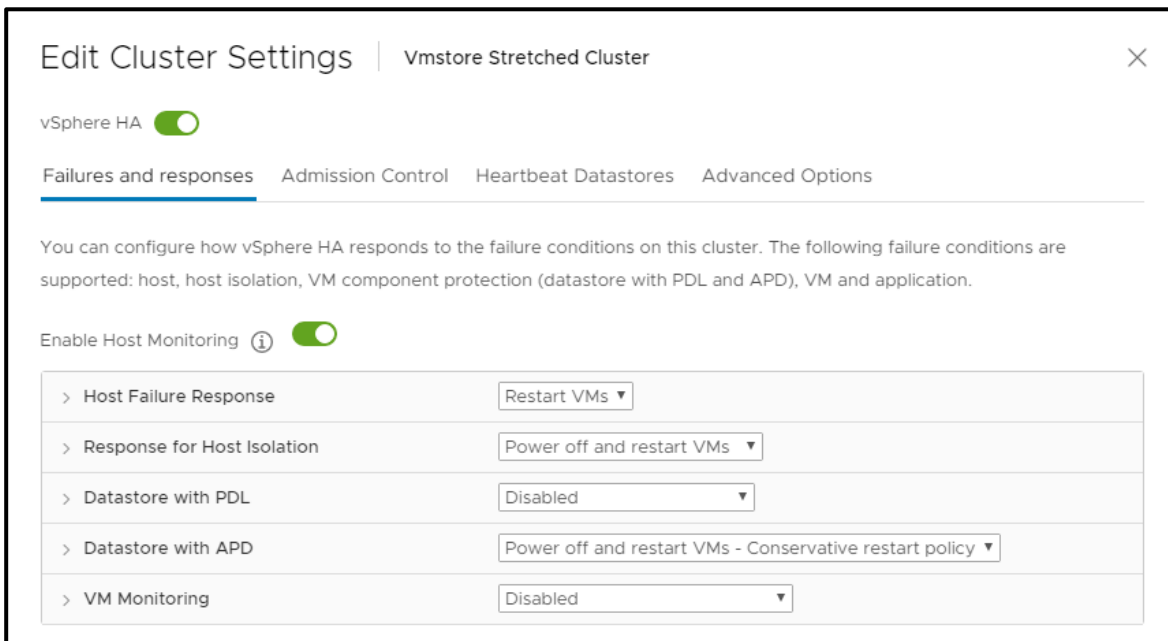 Edit Cluster Settings | Vmstore Stretched Cluster
vSphere HA
Failures and responses Admission Control Heartbeat Datastores Advanced Options
You can configure how vSphere HA responds to the failure conditions on this cluster. The following failure conditions are
supported: host, host isolation, VM component protection (datastore with PDL and APD), VM and application.
Enable Host Monitoring
Host Failure Response Restart VMs
Response for Host Isolation Power off and restart VMs
Datastore with PDL Disabled
Datastore with APD Power off and restart VMs - Conservative restart policy
VM Monitoring Disabled